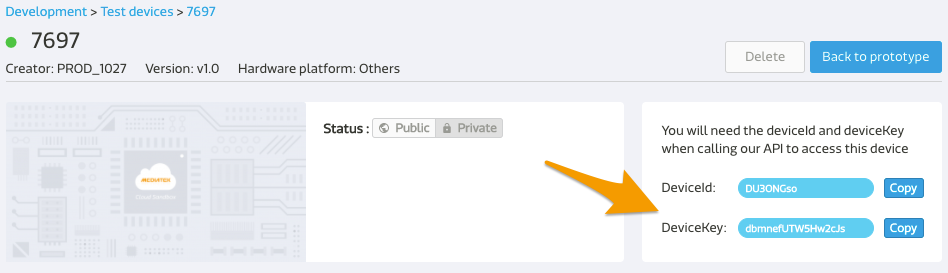 Development > Test devices > 7697
7697
Creator: PROD_1027 Version: v1.0 Hardware platform: Others
Delete
Back to prototype
Status : Public Private
MEDIATEK
Cloud Sandbox
You will need the deviceId and deviceKey
when calling our API to access this device
DeviceId: DU3ONGso Copy
DeviceKey: dbmnefUTW5Hw2cJs Copy